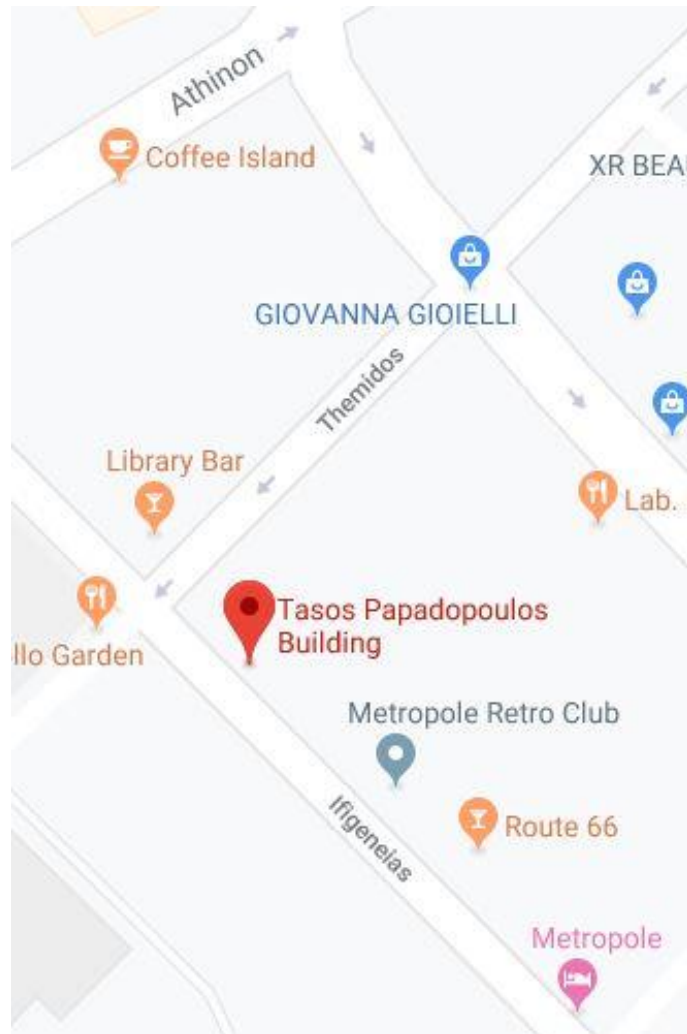 Athinon
Coffee Island
XR BEA
GIOVANNA GIOIELLI
Themidos
Library Bar
Lab.
Tasos Papadopoulos
Building
llo Garden
Metropole Retro Club
Ifigeneias
Route 66
Metropole